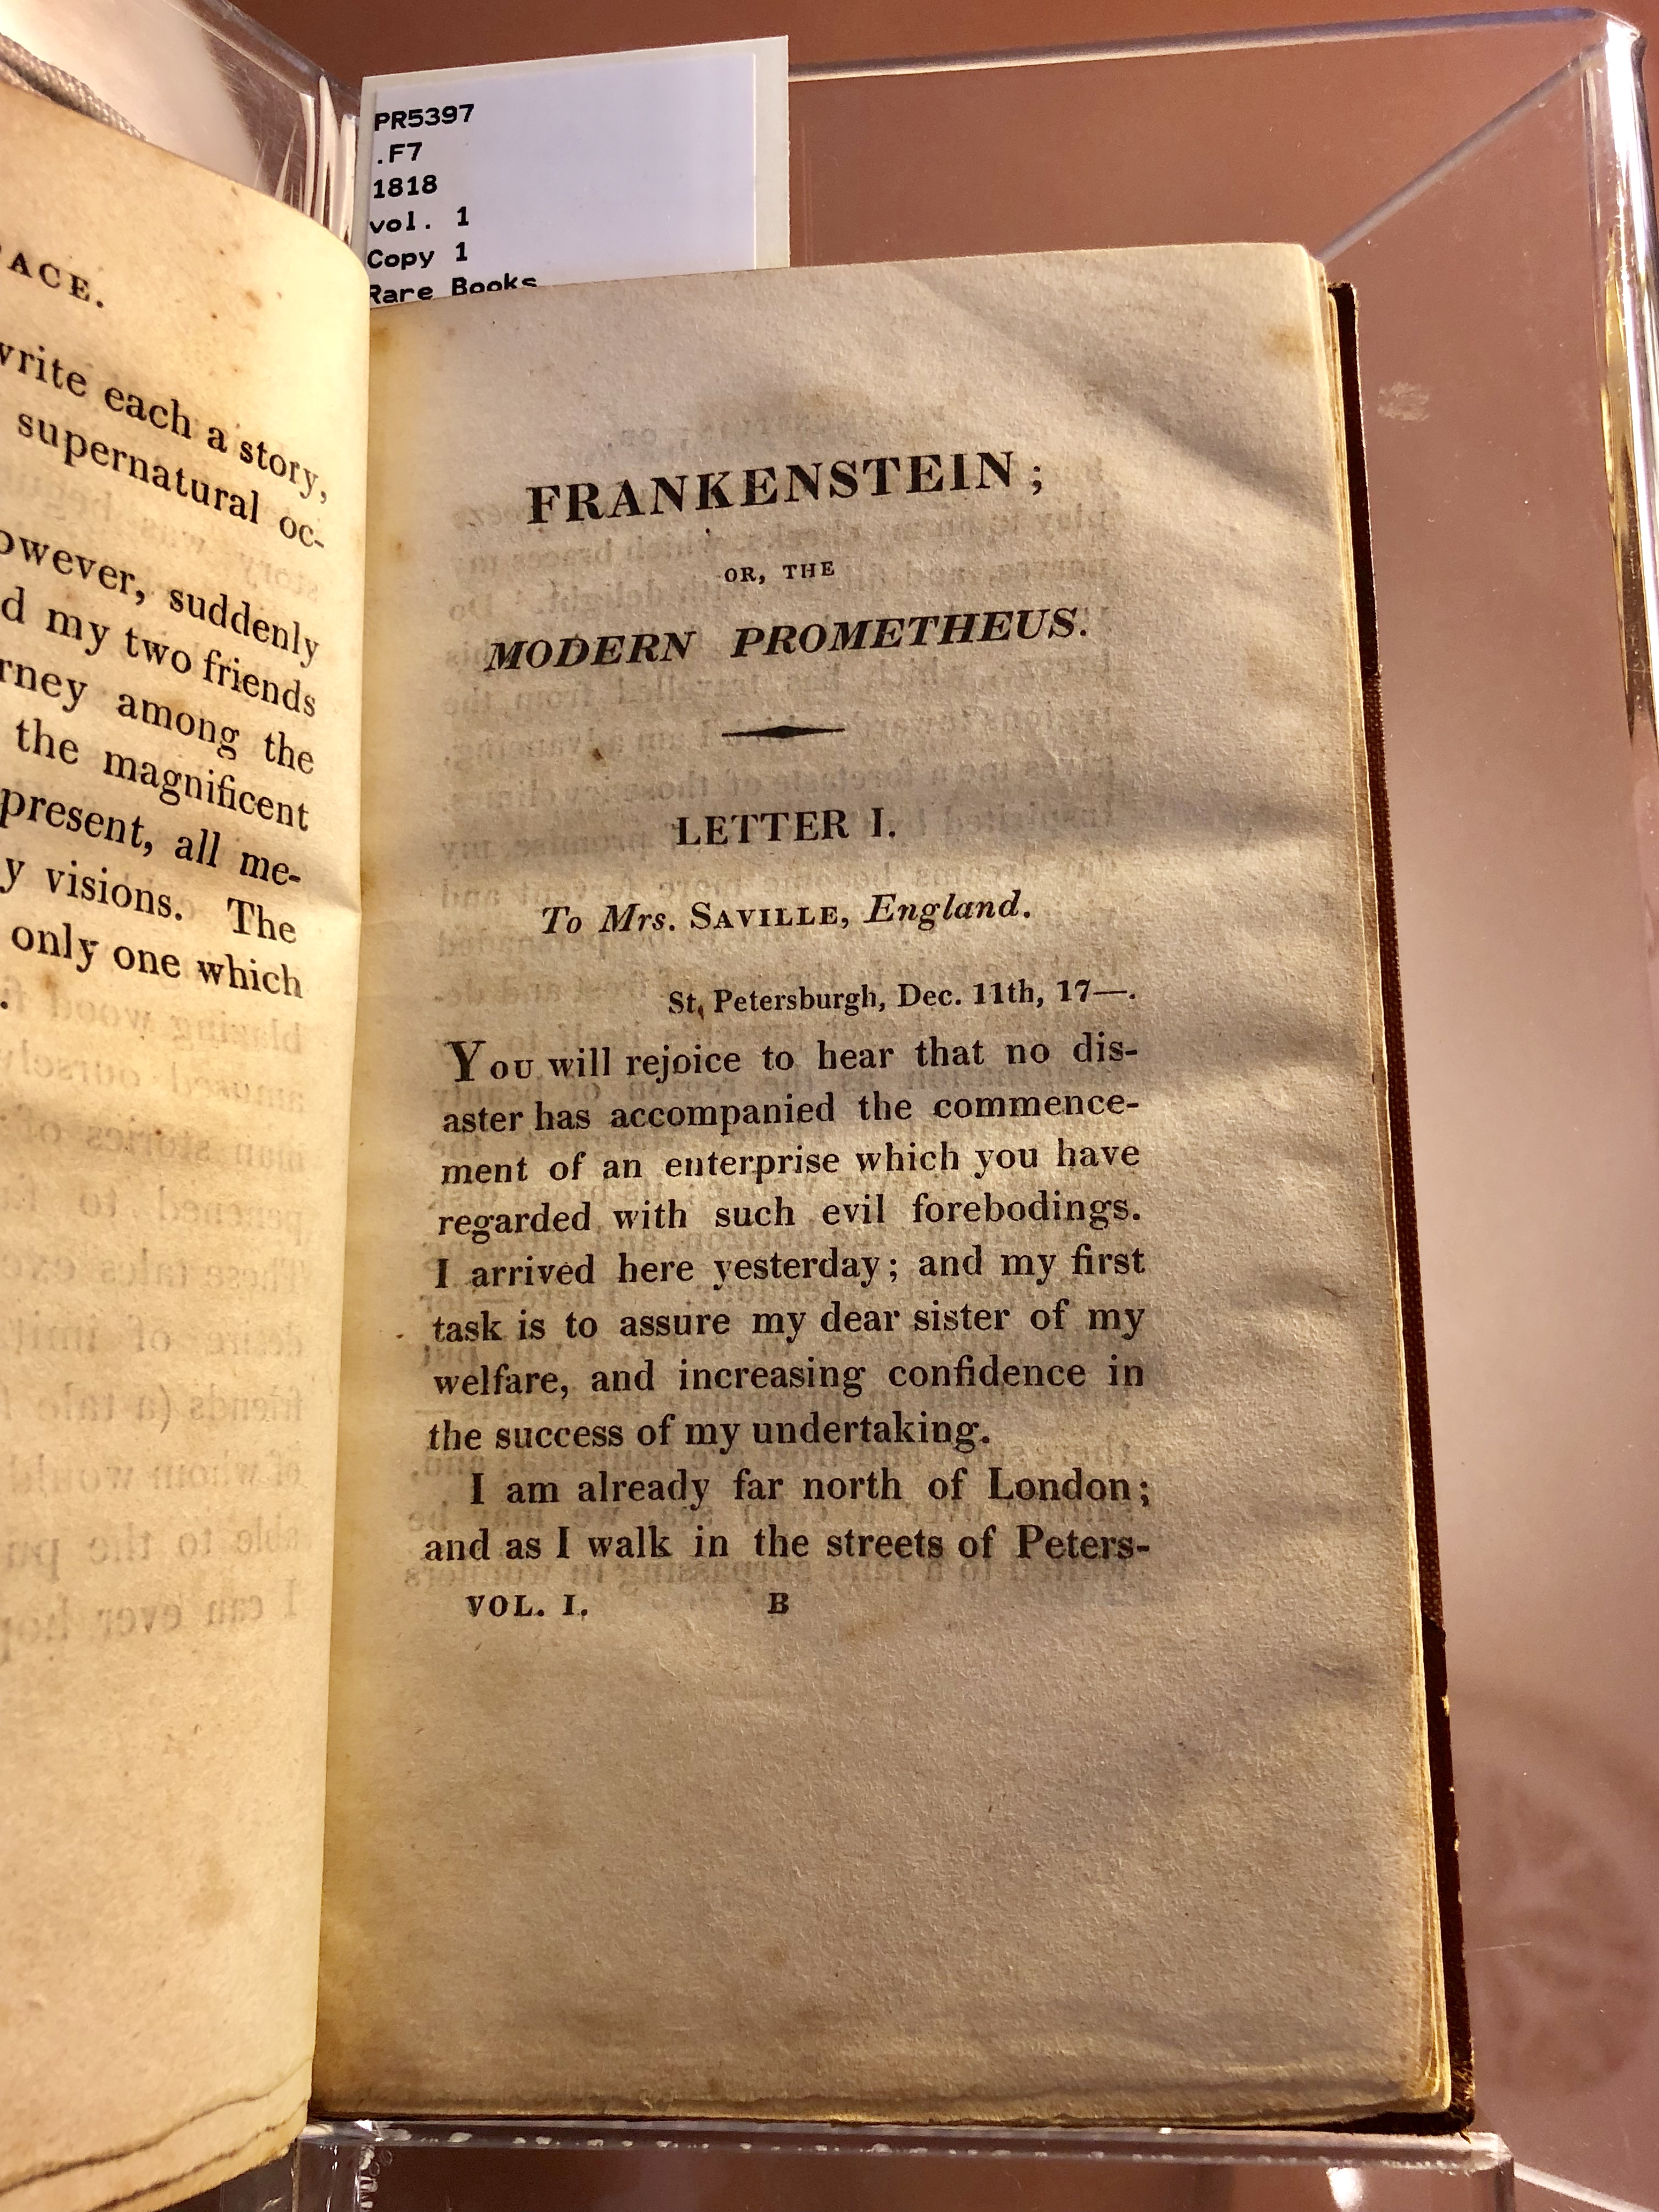 PR5397
.F7
1818
vol. 1
Copy 1
Rare Books
ACE.
write each a story,
supernatural oc-
owever, suddenly
d my two friends
rney among the
the magnificent
present, all me-
y visions. The
only one which
.
FRANKENSTEIN;
OR, THE
MODERN PROMETHEUS.
LETTER I.
To Mrs. SAVILLE, England.
St. Petersburgh, Dec. 11th, 17—.
YOU will rejoice to hear that no dis-
aster has accompanied the commence-
ment of an enterprise which you have
regarded with such evil forebodings.
I arrived here yesterday; and my first
task is to assure my dear sister of my
welfare, and increasing confidence in
the success of my undertaking.
I am already far north of London;
and as I walk in the streets of Peters-
VOL. I. B